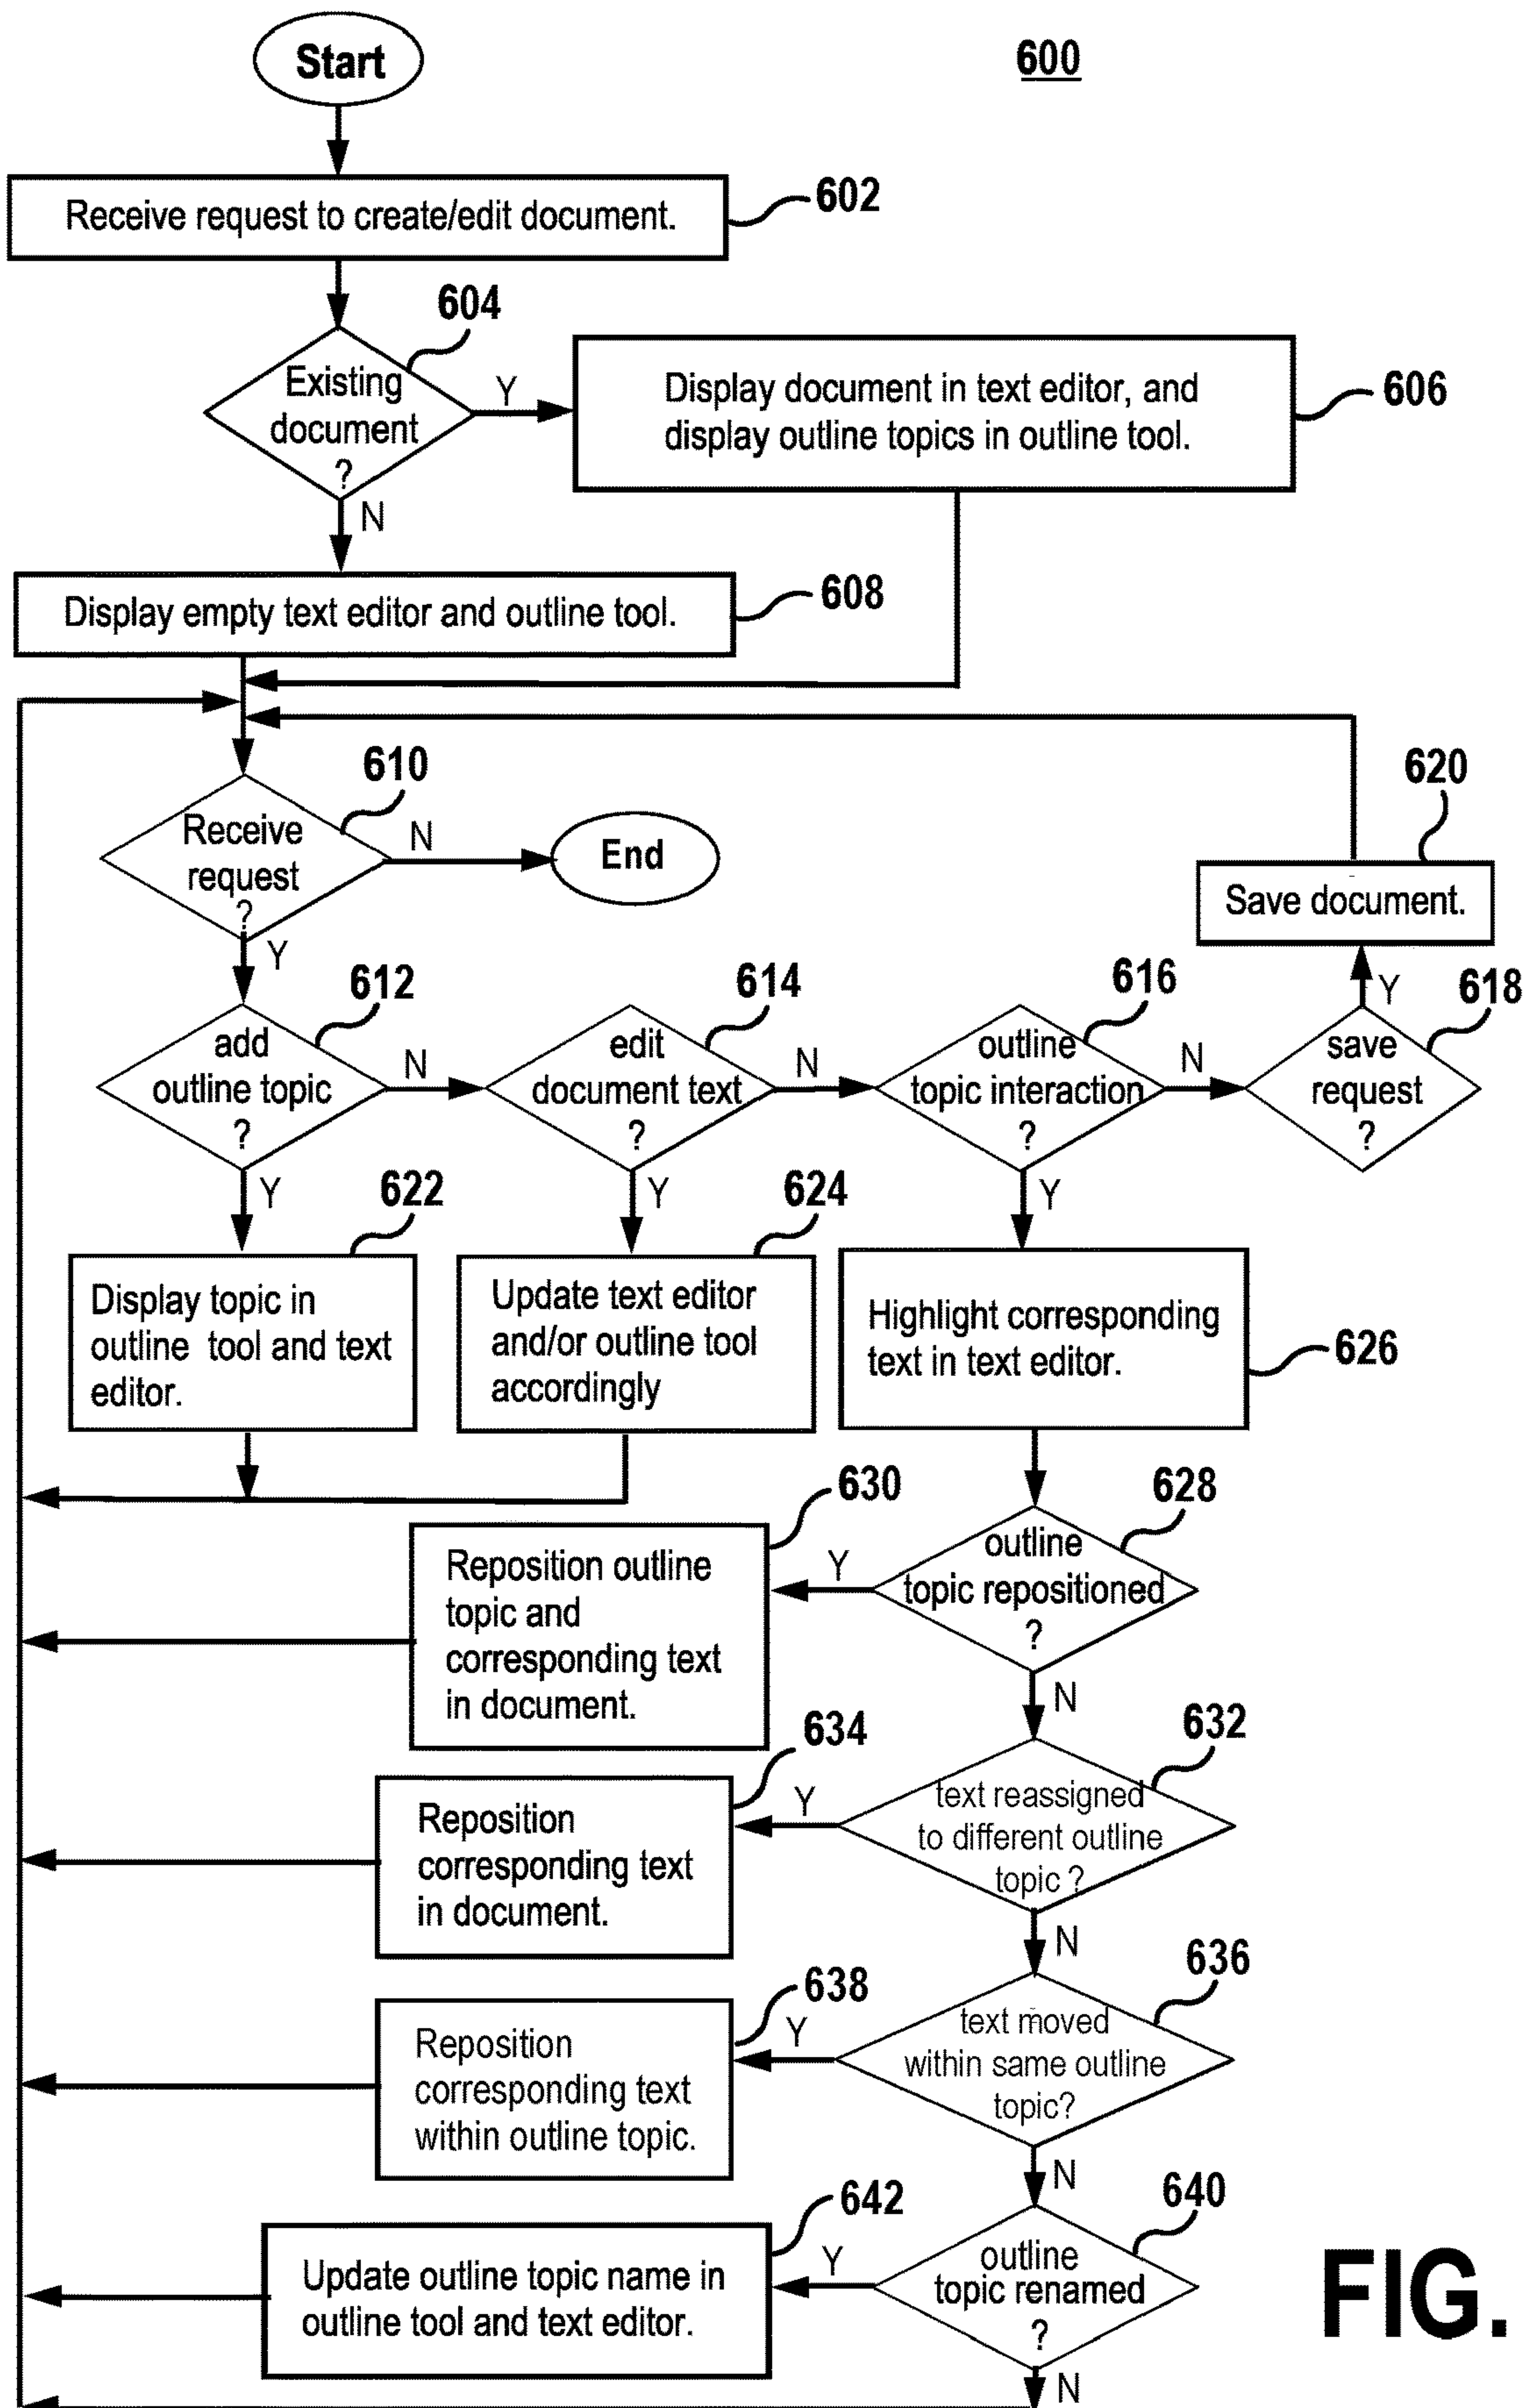 Start
600
Receive request to create/edit document.
602
604
Existing
document
?
Y
N
Display document in text editor, and
display outline topics in outline tool.
606
Display empty text editor and outline tool.
608
610
Receive
request
?
N
Y
End
620
Save document.
612
add
outline topic
?
N
Y
614
edit
document text
?
N
Y
616
outline
topic interaction
?
N
Y
618
save
request
?
Y
622
Display topic in
outline tool and text
editor.
624
Update text editor
and/or outline tool
accordingly
Highlight corresponding
text in text editor.
626
628
outline
topic repositioned
?
Y
N
630
Reposition outline
topic and
corresponding text
in document.
632
text reassigned
to different outline
topic ?
Y
N
634
Reposition
corresponding text
in document.
636
text moved
within same outline
topic?
Y
N
638
Reposition
corresponding text
within outline topic.
640
outline
topic renamed
?
Y
N
642
Update outline topic name in
outline tool and text editor.
FIG.